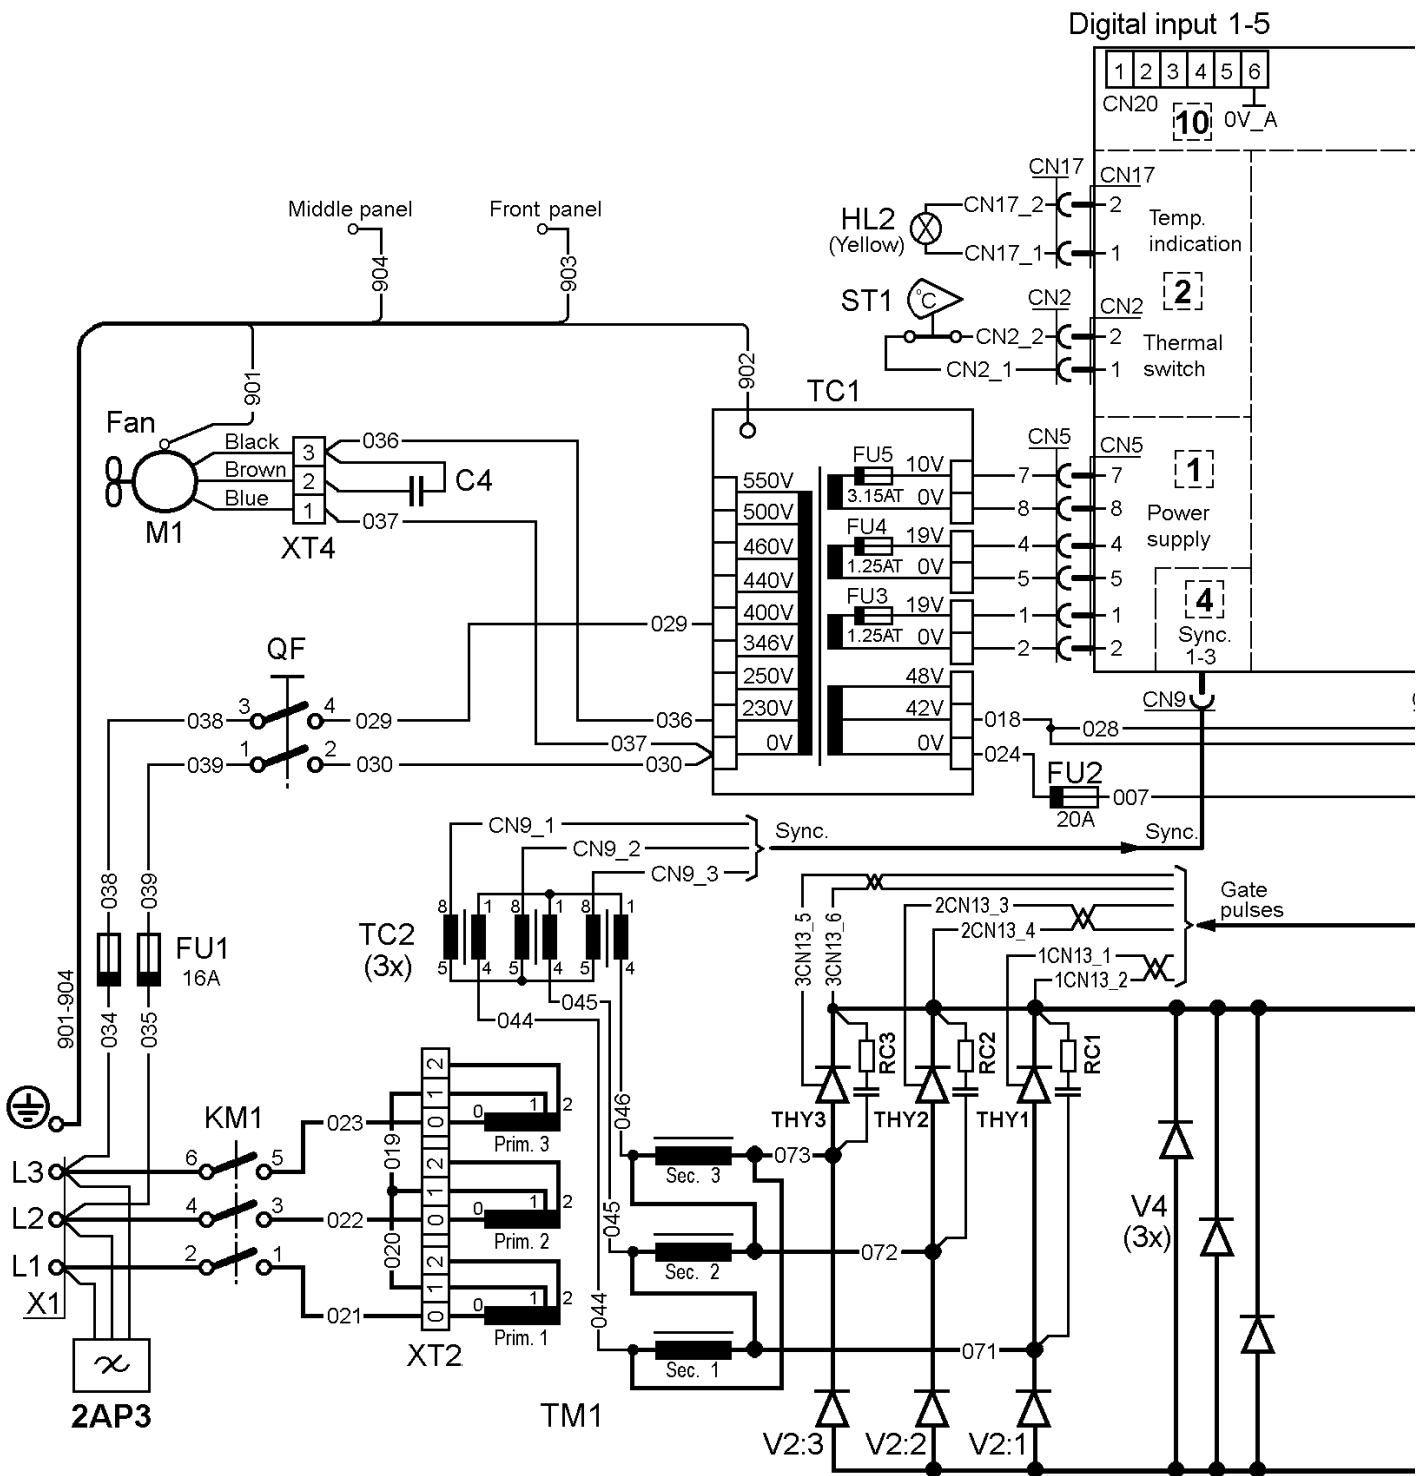 Digital input 1-5
1 2 3 4 5 6
CN20
10
0V_A
CN17
CN17
HL2
(Yellow)
CN17_2
2
CN17_1
1
Temp.
indication
2
Middle panel
Front panel
904
903
ST1
°C
CN2
CN2
CN2_2
2
CN2_1
1
Thermal
switch
901
902
TC1
Fan
M1
Black
Brown
Blue
3
2
1
XT4
036
037
C4
550V
500V
460V
440V
400V
346V
250V
230V
0V
FU5
3.15AT
10V
0V
FU4
1.25AT
19V
0V
FU3
1.25AT
19V
0V
48V
42V
0V
CN5
CN5
7 7
8 8
4 4
5 5
1 1
2 2
1
Power
supply
4
Sync.
1-3
CN9
029
QF
038
3
4
029
036
018
028
039
1
2
030
037
030
024
FU2
20A
007
CN9_1
CN9_2
CN9_3
Sync.
Sync.
038
039
TC2
(3x)
8 1 8 1 8 1
5 4 5 4 5 4
FU1
16A
3CN13_5
3CN13_6
2CN13_3
2CN13_4
1CN13_1
1CN13_2
Gate
pulses
045
044
901-904
034
035
RC3
RC2
RC1
THY3
THY2
THY1
KM1
023
019
2
1
0
0
1
2
Prim. 3
046
L3
6
5
Sec. 3
073
L2
4
3
022
2
1
0
0
1
2
Prim. 2
045
Sec. 2
072
V4
(3x)
L1
2
1
020
021
2
1
0
0
1
2
Prim. 1
044
Sec. 1
071
X1
XT2
2AP3
TM1
V2:3
V2:2
V2:1